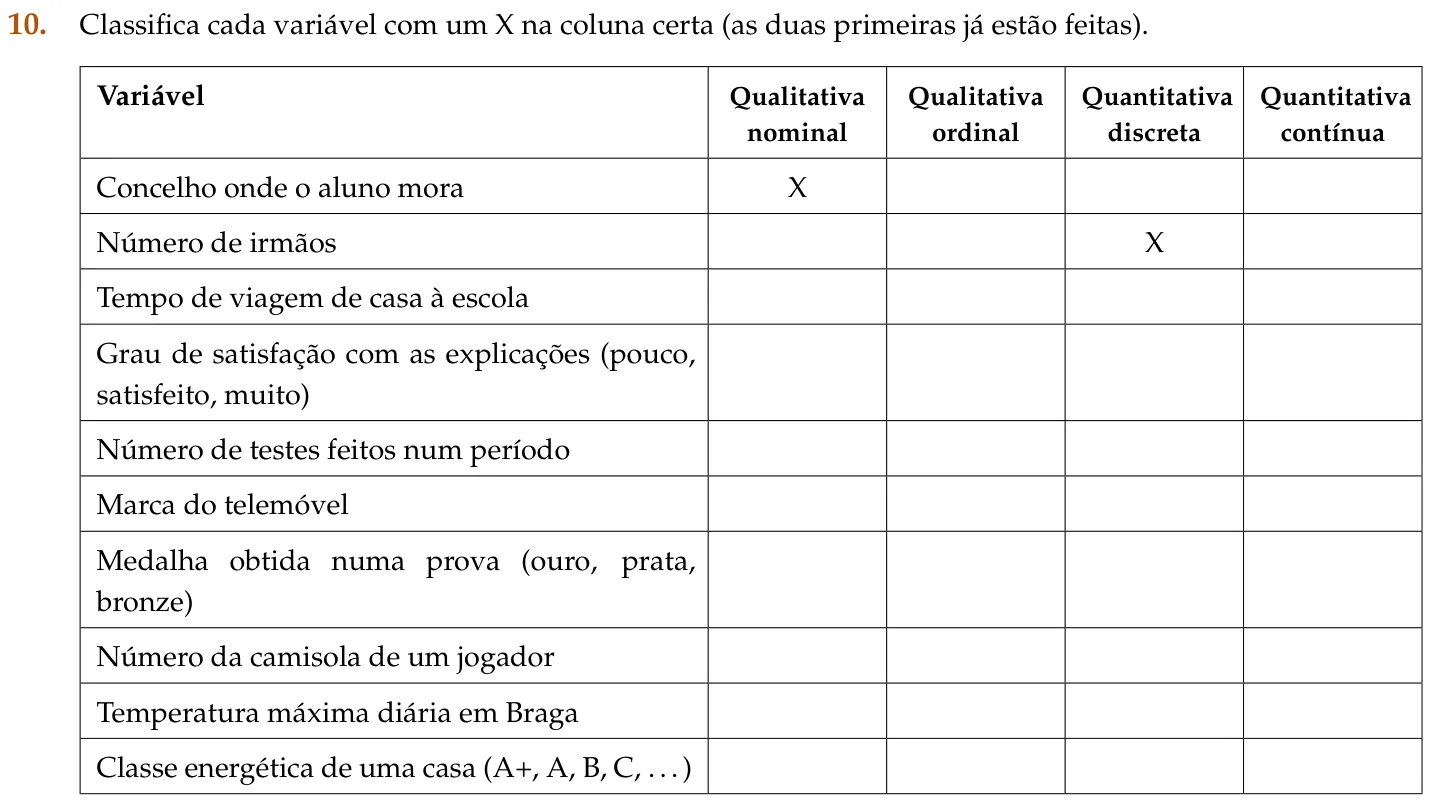 10. Classifica cada variável com um X na coluna certa (as duas primeiras já estão feitas).
Variável Qualitativa nominal Qualitativa ordinal Quantitativa discreta Quantitativa contínua
Concelho onde o aluno mora X
Número de irmãos X
Tempo de viagem de casa à escola
Grau de satisfação com as explicações (pouco,
satisfeito, muito)
Número de testes feitos num período
Marca do telemóvel
Medalha obtida numa prova (ouro, prata,
bronze)
Número da camisola de um jogador
Temperatura máxima diária em Braga
Classe energética de uma casa (A+, A, B, C, . . . )